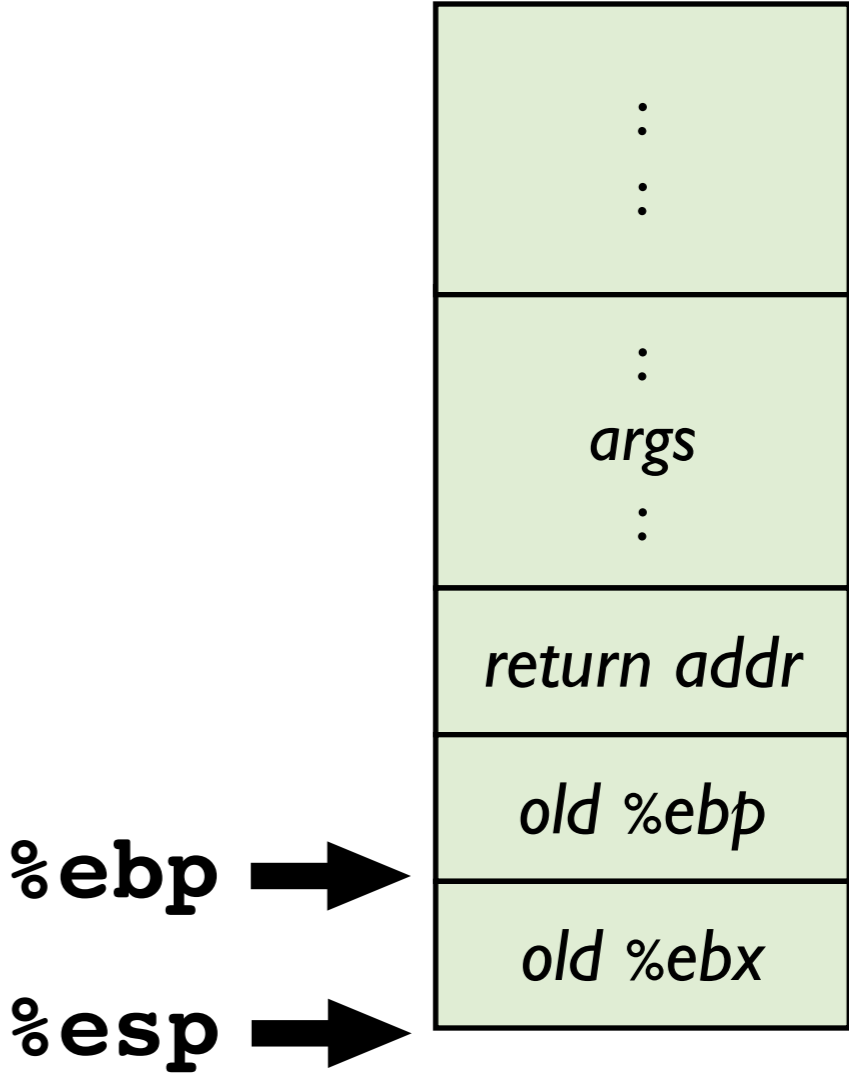 :
:
:
args
:
return addr
old %ebp
%ebp
old %ebx
%esp